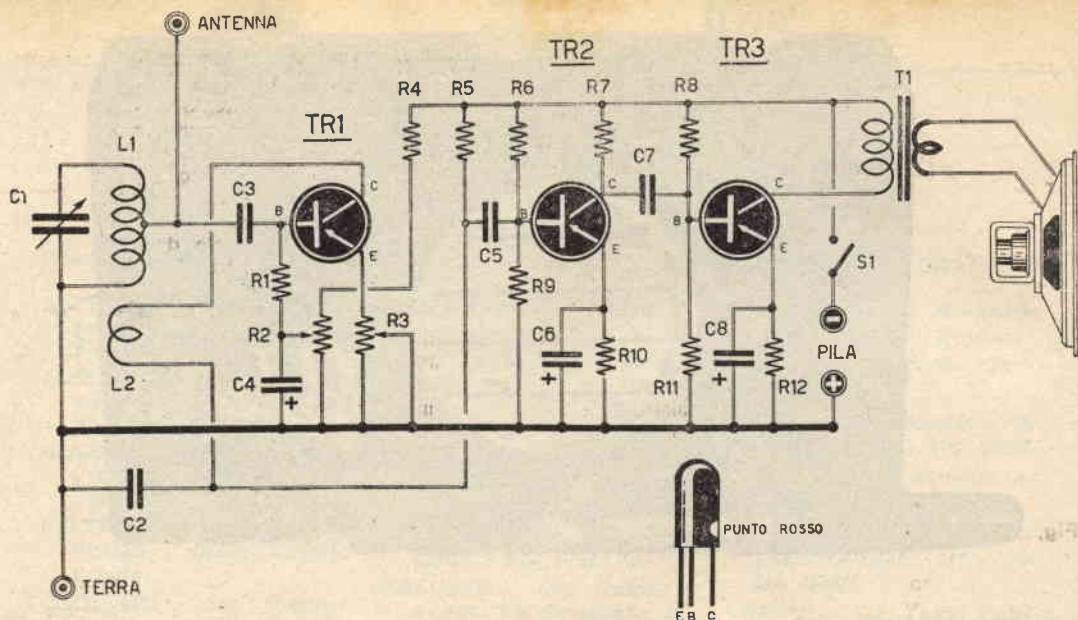 ANTENNA
TR2
TR3
R4
R5
R6
R7
R8
T1
TR1
L1
C1
C3
C
B
E
C7
C
B
E
C
B
E
C5
S1
R1
R9
R2
R3
C6
C8
PILA
L2
C4
R10
R11
R12
+
+
+
C2
PUNTO ROSSO
TERRA
E B C
Fig.